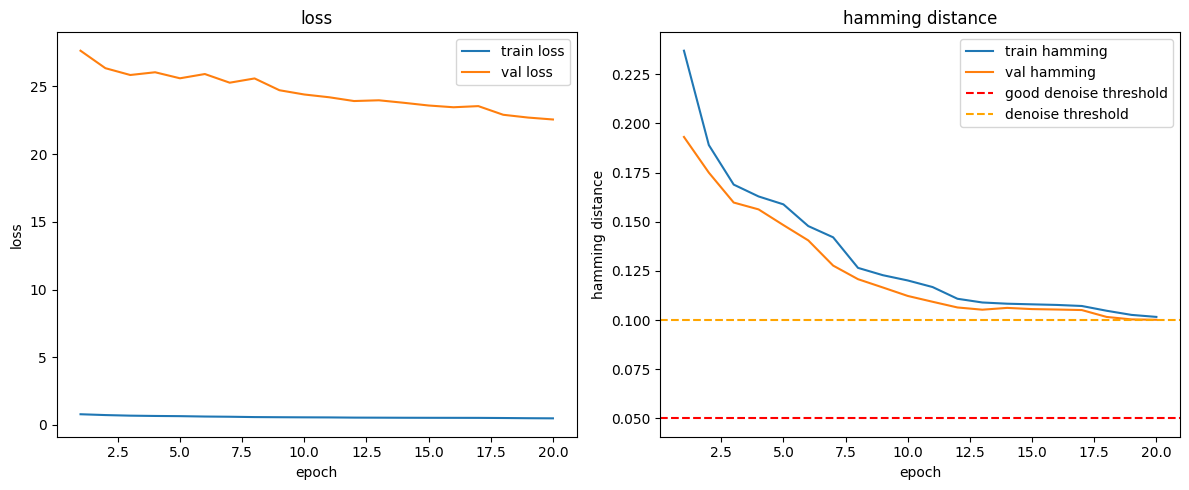 loss
train loss
val loss
25
20
15
10
5
0
loss
2.5 5.0 7.5 10.0 12.5 15.0 17.5 20.0
epoch
hamming distance
train hamming
val hamming
good denoise threshold
denoise threshold
0.225
0.200
0.175
0.150
0.125
0.100
0.075
0.050
hamming distance
2.5 5.0 7.5 10.0 12.5 15.0 17.5 20.0
epoch